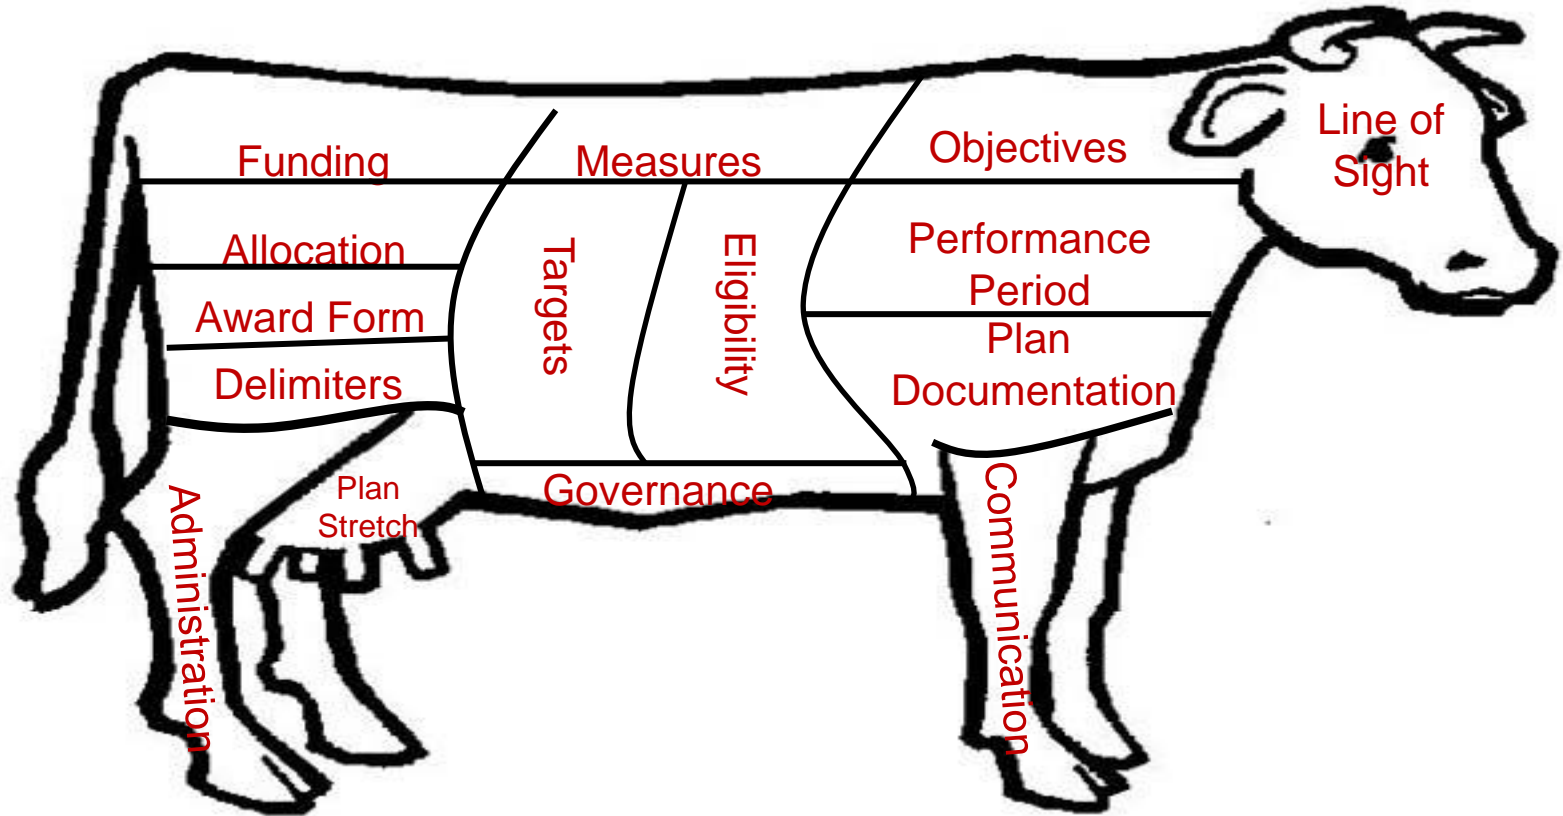 Line of
Sight
Funding
Measures
Objectives
Allocation
Targets
Eligibility
Performance
Period
Award Form
Plan
Documentation
Delimiters
Plan
Stretch
Governance
Administration
Communication